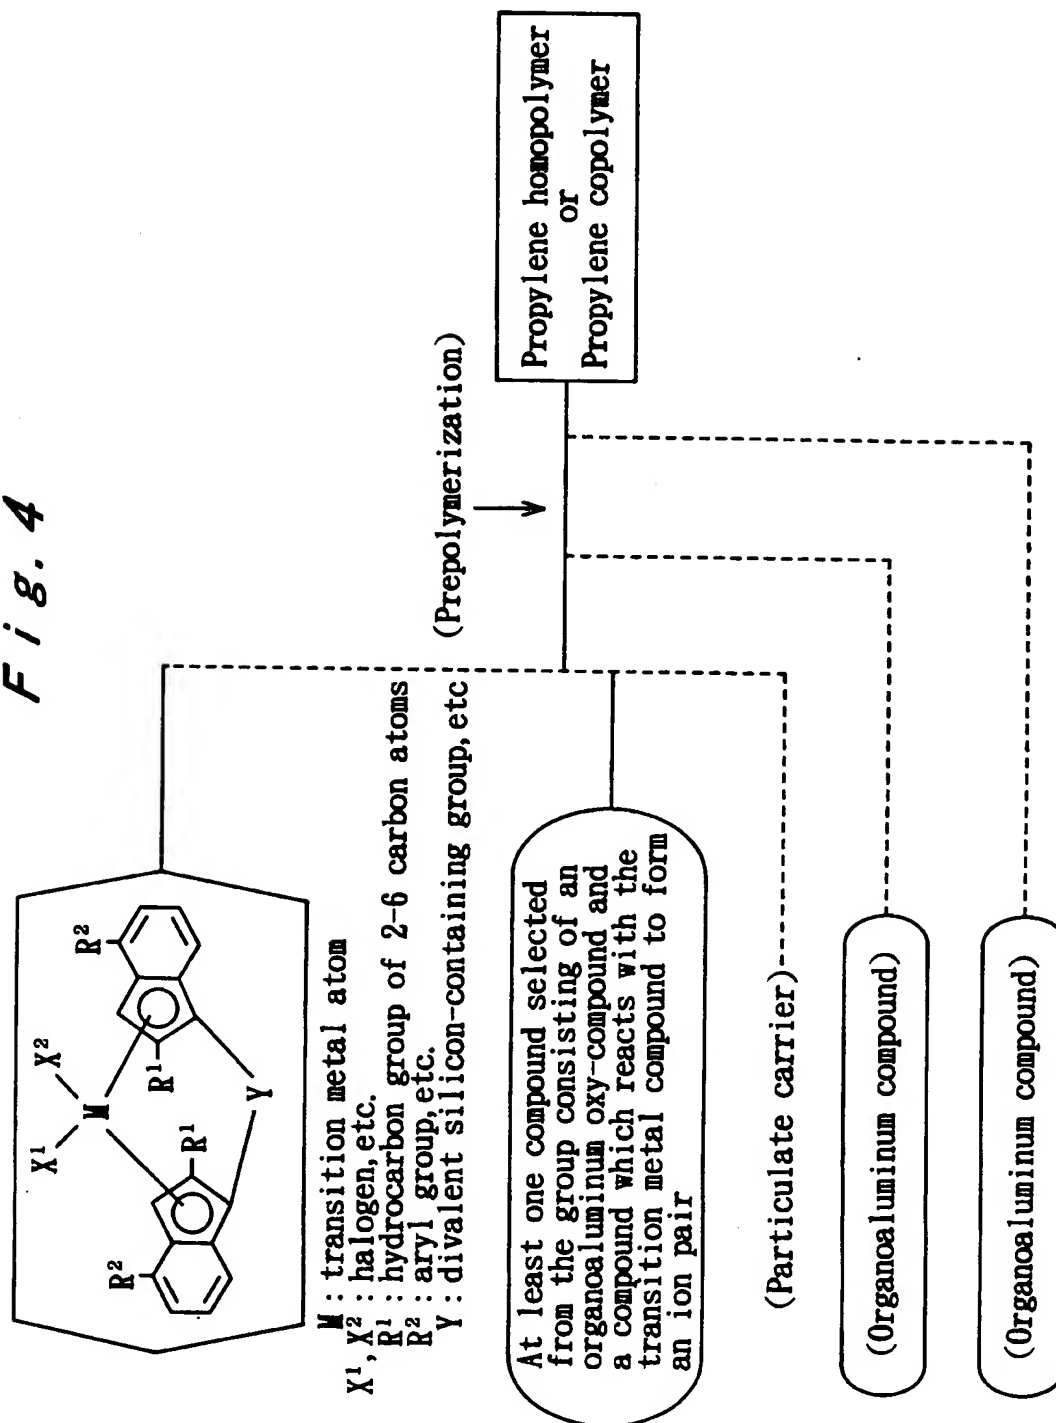 Fig. 4
X¹
X²
M
R²
R¹
R²
R¹
Y
M : transition metal atom
X¹, X² : halogen, etc.
R¹ : hydrocarbon group of 2-6 carbon atoms
R² : aryl group, etc.
Y : divalent silicon-containing group, etc
(Prepolymerization)
Propylene homopolymer
or
Propylene copolymer
At least one compound selected
from the group consisting of an
organoaluminum oxy-compound and
a compound which reacts with the
transition metal compound to form
an ion pair
(Particulate carrier)
(Organoaluminum compound)
(Organoaluminum compound)